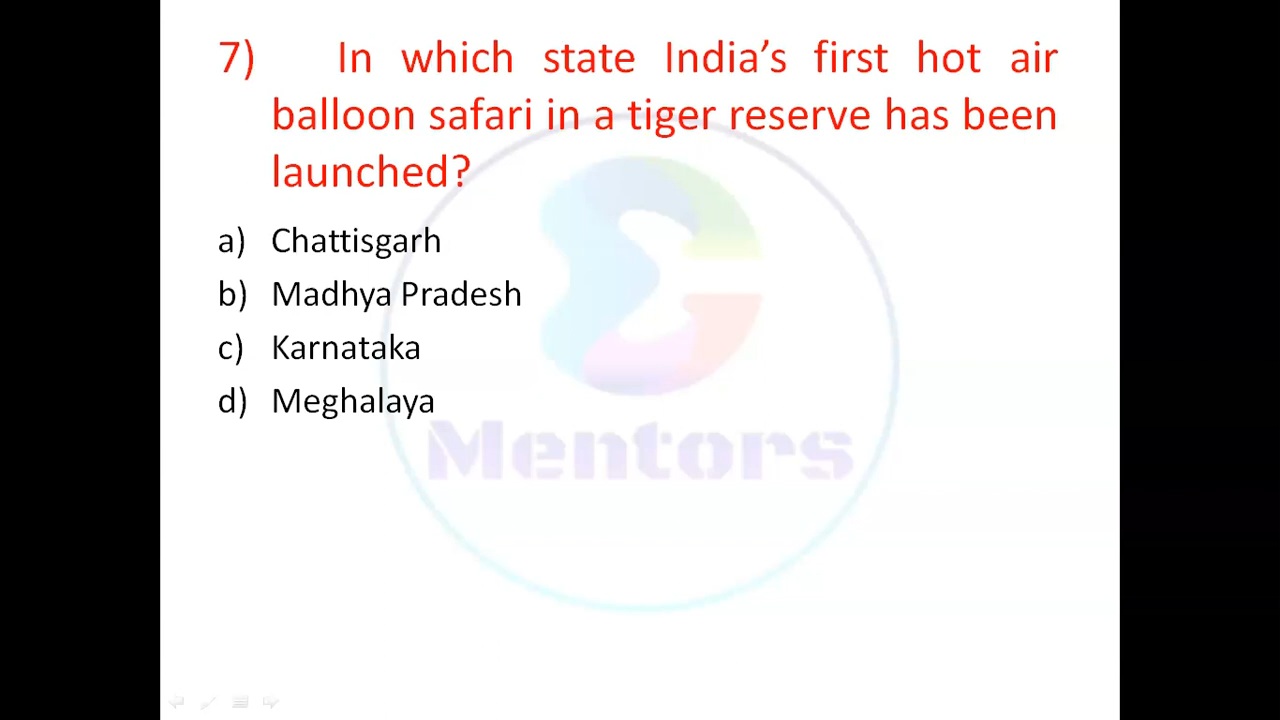 7) In which state India's first hot air
balloon safari in a tiger reserve has been
launched?
a) Chattisgarh
b) Madhya Pradesh
c) Karnataka
d) Meghalaya
Mentors